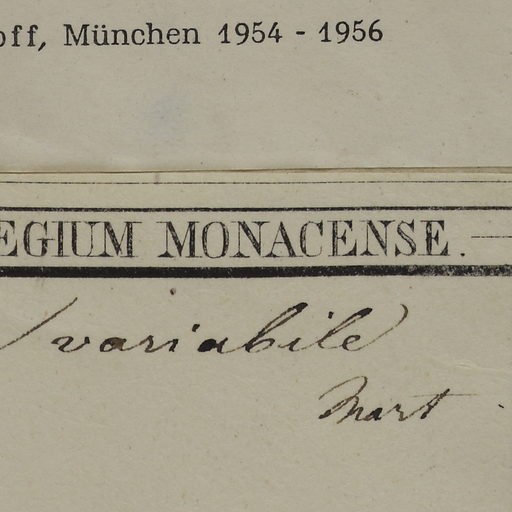 off, München 1954 - 1956
EGIUM MONACENSE.
variabile
Mart